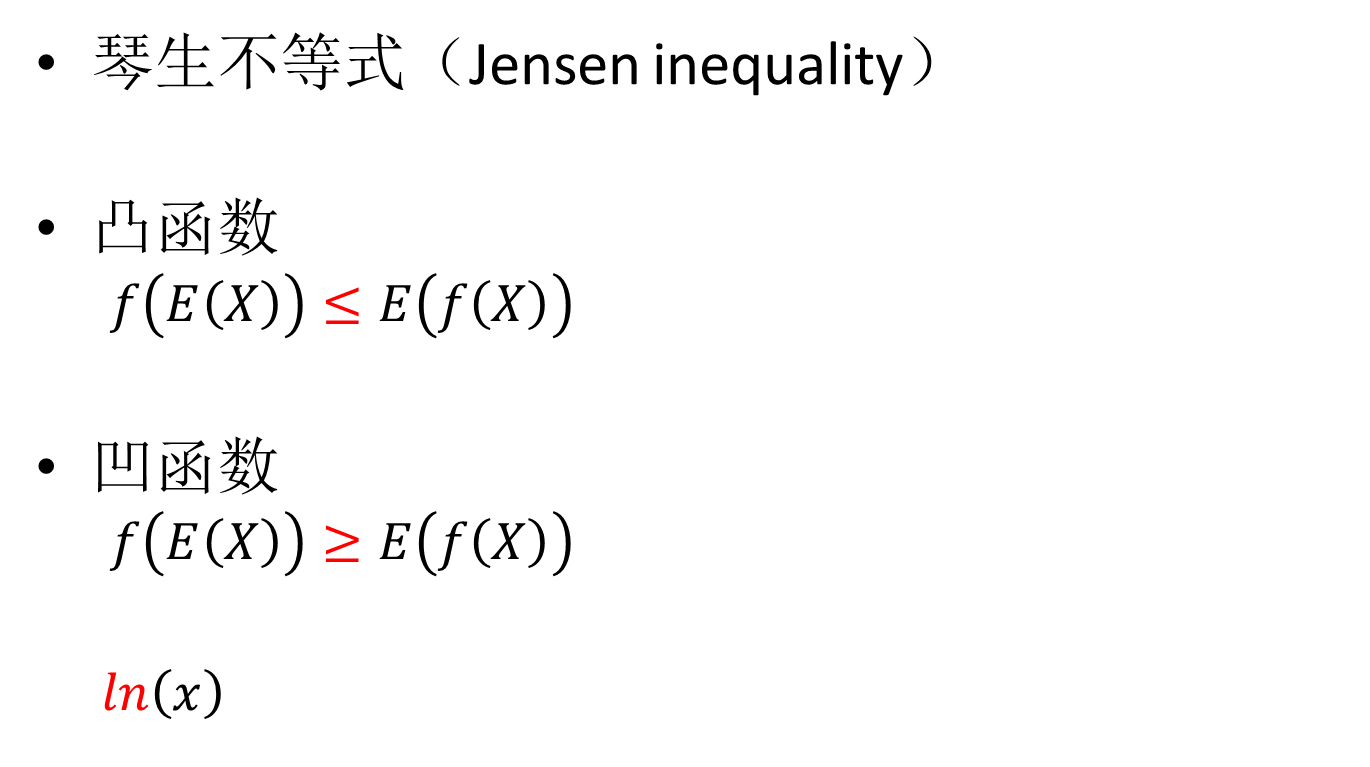 • 琴生不等式（Jensen inequality）
• 凸函数
f(E(X)) ≤ E(f(X))
• 凹函数
f(E(X)) ≥ E(f(X))
ln(x)